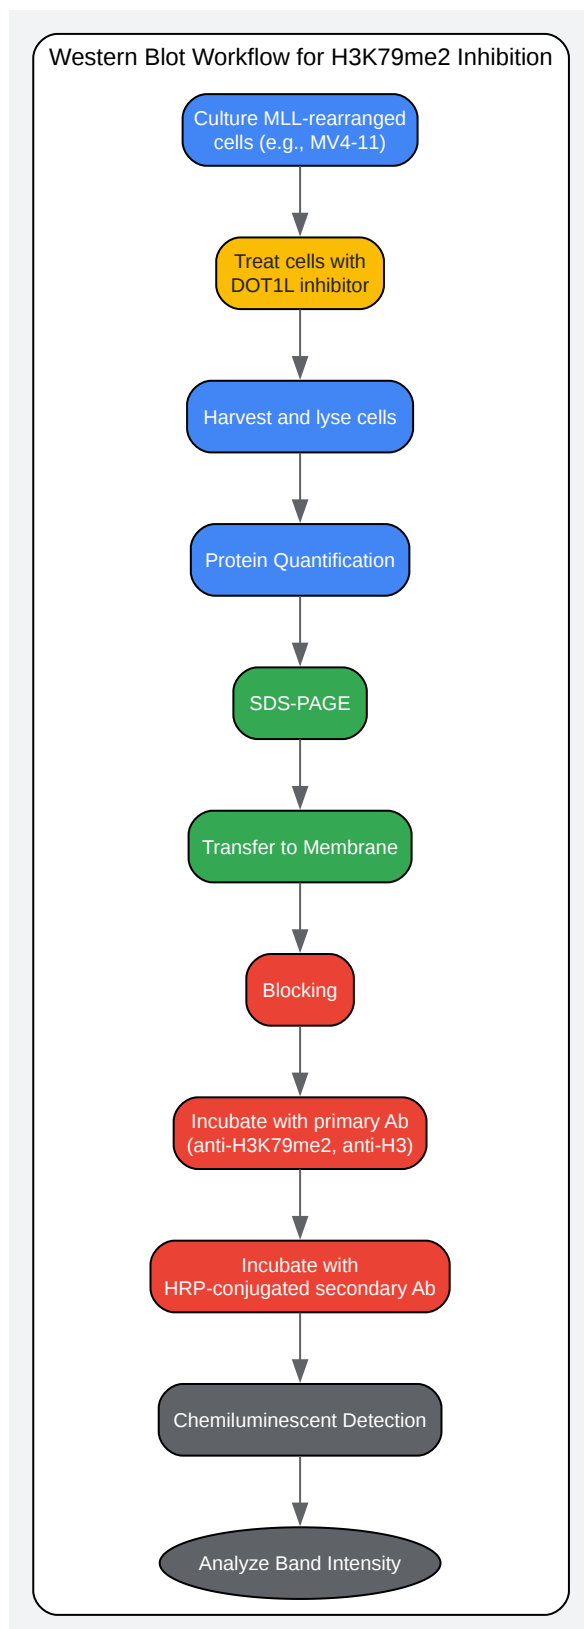 Western Blot Workflow for H3K79me2 Inhibition
Culture MLL-rearranged
cells (e.g., MV4-11)
Treat cells with
DOT1L inhibitor
Harvest and lyse cells
Protein Quantification
SDS-PAGE
Transfer to Membrane
Blocking
Incubate with primary Ab
(anti-H3K79me2, anti-H3)
Incubate with
HRP-conjugated secondary Ab
Chemiluminescent Detection
Analyze Band Intensity